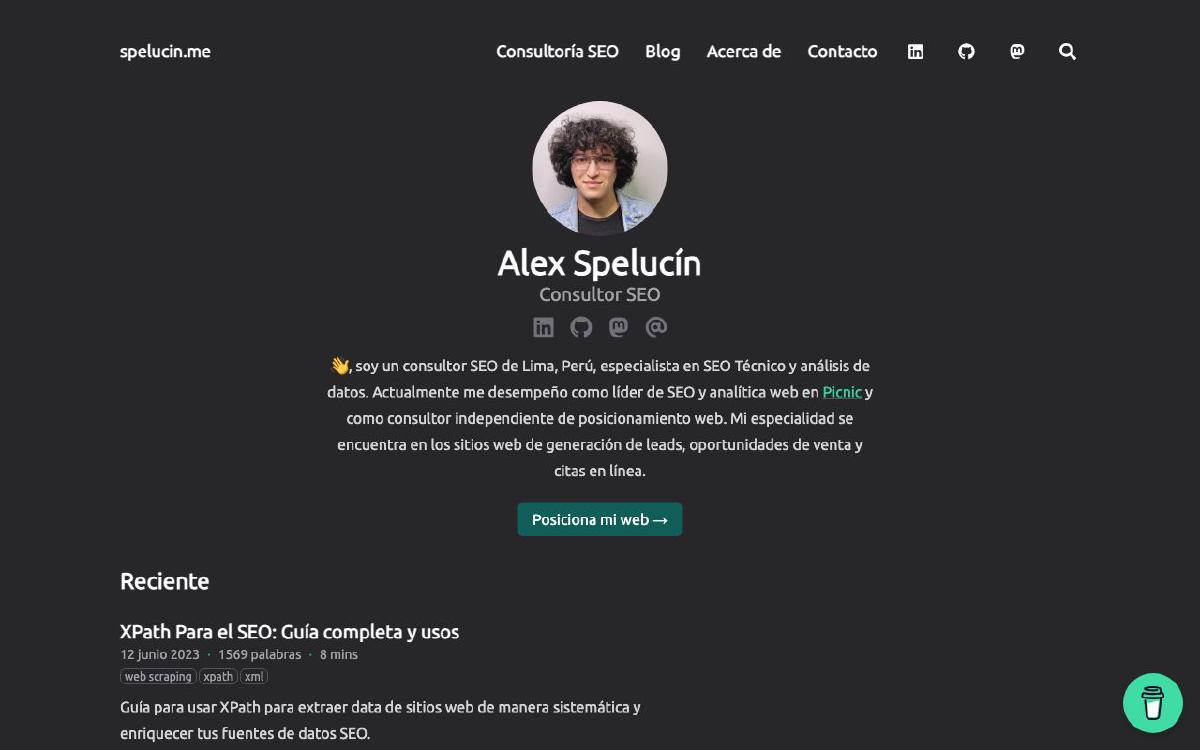 spelucin.me
Consultoría SEO Blog Acerca de Contacto
Alex Spelucín
Consultor SEO
👋, soy un consultor SEO de Lima, Perú, especialista en SEO Técnico y análisis de
datos. Actualmente me desempeño como líder de SEO y analítica web en Picnic y
como consultor independiente de posicionamiento web. Mi especialidad se
encuentra en los sitios web de generación de leads, oportunidades de venta y
citas en línea.
Posiciona mi web →
Reciente
XPath Para el SEO: Guía completa y usos
12 junio 2023 · 1569 palabras · 8 mins
web scraping xpath xml
Guía para usar XPath para extraer data de sitios web de manera sistemática y
enriquecer tus fuentes de datos SEO.